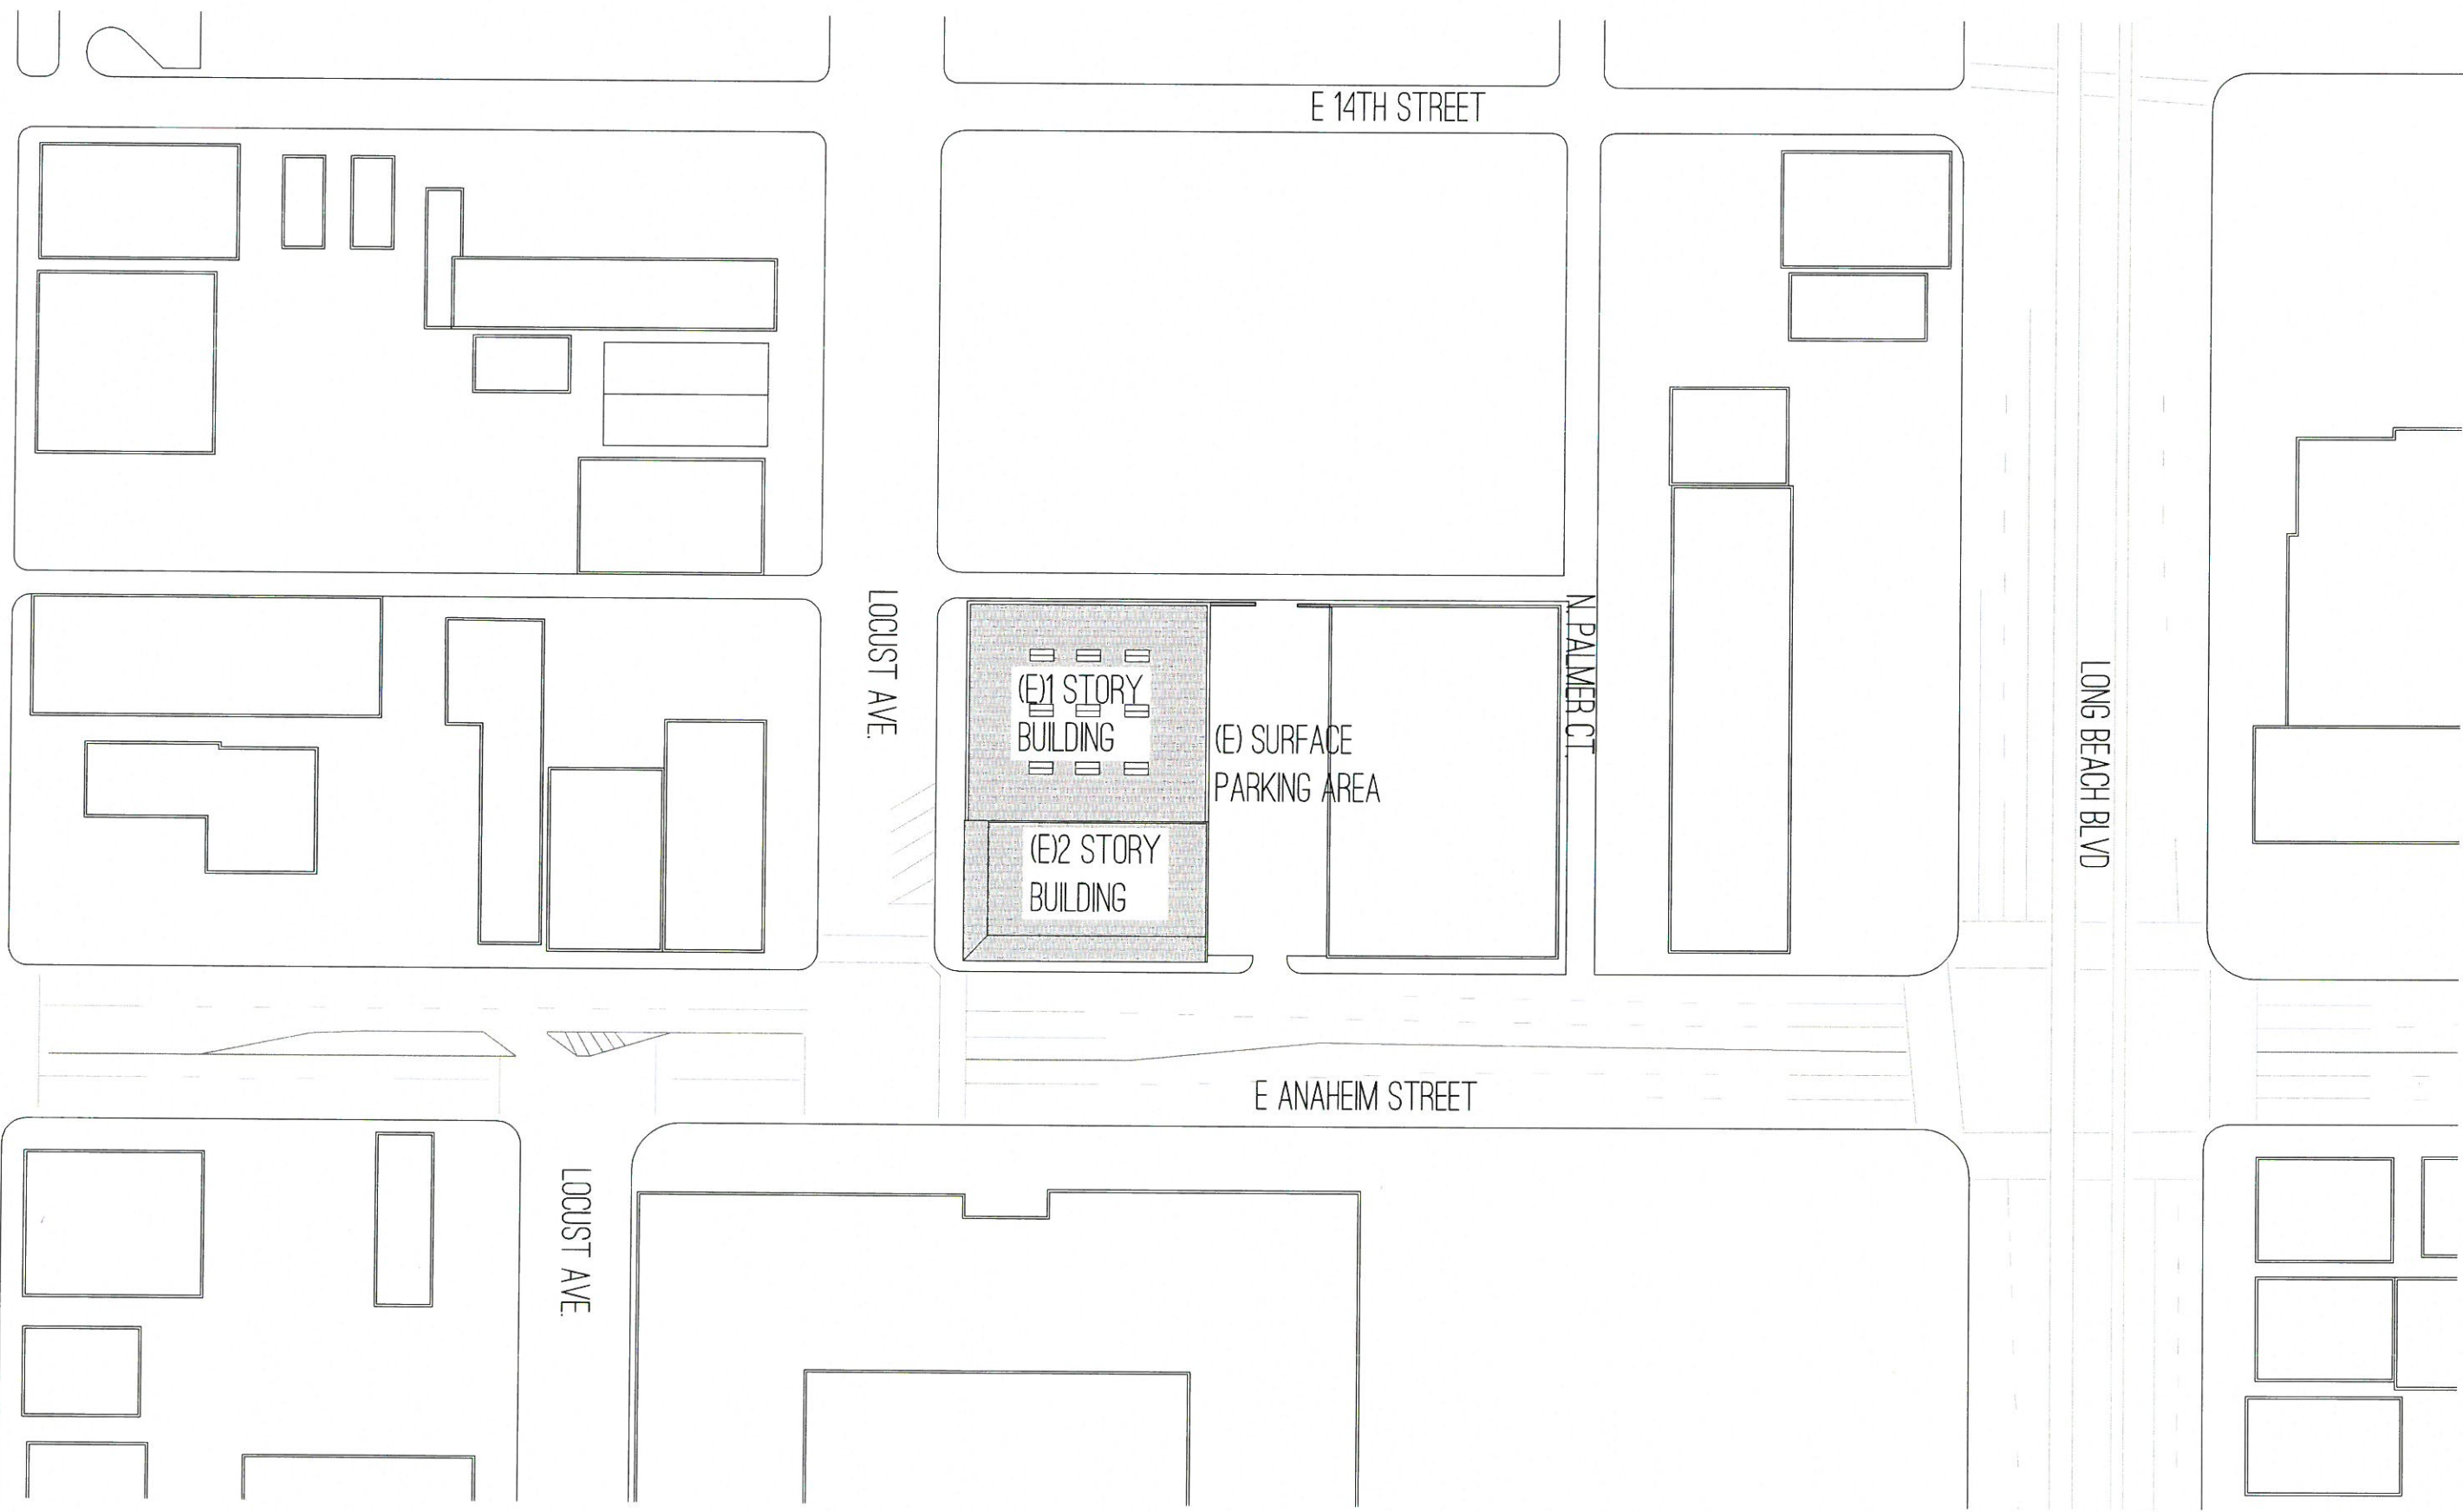 E 14TH STREET
LOCUST AVE.
N. PALMER CT.
(E)1 STORY
BUILDING
(E) SURFACE
PARKING AREA
LONG BEACH BLVD
(E)2 STORY
BUILDING
E ANAHEIM STREET
LOCUST AVE.